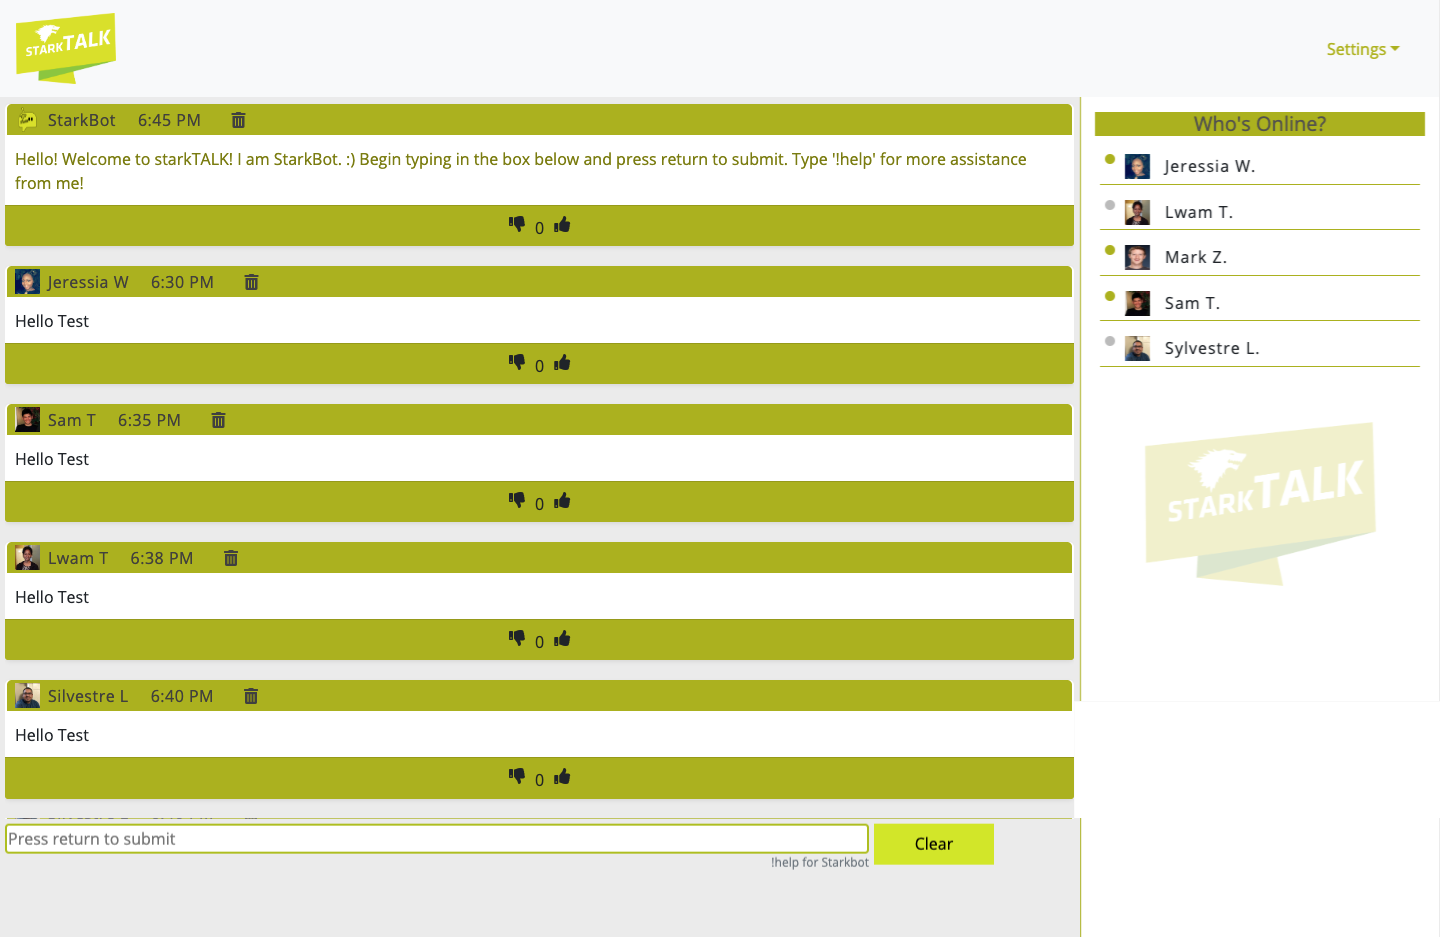 STARKTALK
Settings
StarkBot 6:45 PM
Hello! Welcome to starkTALK! I am StarkBot. :) Begin typing in the box below and press return to submit. Type '!help' for more assistance
from me!
0
Jeressia W 6:30 PM
Hello Test
0
Sam T 6:35 PM
Hello Test
0
Lwam T 6:38 PM
Hello Test
0
Silvestre L 6:40 PM
Hello Test
0
Press return to submit
Clear
!help for Starkbot
Who's Online?
Jeressia W.
Lwam T.
Mark Z.
Sam T.
Sylvestre L.
STARKTALK